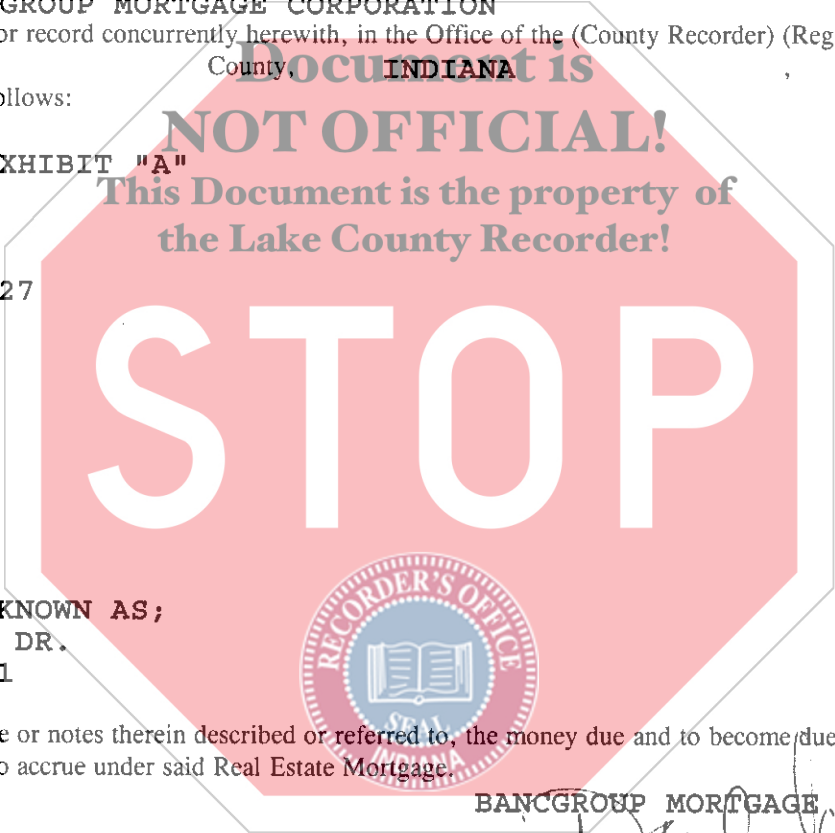 GROUP MORTGAGE CORPORATION
or record concurrently herewith, in the Office of the (County Recorder) (Reg
Document is
County, INDIANA ,
ollows:
NOT OFFICIAL!
XHIBIT "A"
This Document is the property of
the Lake County Recorder!
27
STOP
RECORDER'S OFFICE
KNOWN AS;
DR.
1
SEAL
INDIANA
e or notes therein described or referred to, the money due and to become due
o accrue under said Real Estate Mortgage.
BANCGROUP MORTGAGE